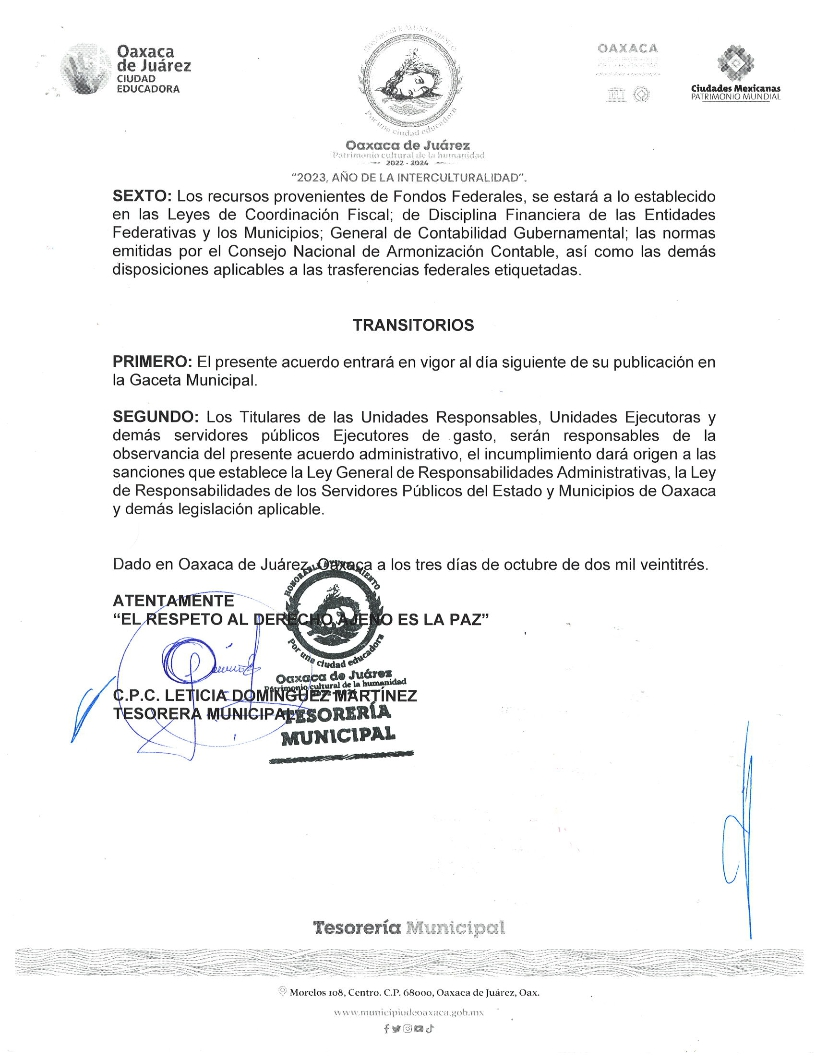 Oaxaca
de Juárez
CIUDAD
EDUCADORA
Por una ciudad educadora
Oaxaca de Juárez
Patrimonio cultural de la humanidad
2022 - 2024
OAXACA
Ciudades Mexicanas
PATRIMONIO MUNDIAL
"2023, AÑO DE LA INTERCULTURALIDAD".
SEXTO: Los recursos provenientes de Fondos Federales, se estará a lo establecido
en las Leyes de Coordinación Fiscal; de Disciplina Financiera de las Entidades
Federativas y los Municipios; General de Contabilidad Gubernamental; las normas
emitidas por el Consejo Nacional de Armonización Contable, así como las demás
disposiciones aplicables a las trasferencias federales etiquetadas.
TRANSITORIOS
PRIMERO: El presente acuerdo entrará en vigor al día siguiente de su publicación en
la Gaceta Municipal.
SEGUNDO: Los Titulares de las Unidades Responsables, Unidades Ejecutoras y
demás servidores públicos Ejecutores de gasto, serán responsables de la
observancia del presente acuerdo administrativo, el incumplimiento dará origen a las
sanciones que establece la Ley General de Responsabilidades Administrativas, la Ley
de Responsabilidades de los Servidores Públicos del Estado y Municipios de Oaxaca
y demás legislación aplicable.
Dado en Oaxaca de Juárez, Oaxaca a los tres días de octubre de dos mil veintitrés.
ATENTAMENTE
"EL RESPETO AL DERECHO AJENO ES LA PAZ"
HONORABLE AYUNTAMIENTO
Por una ciudad educadora
Oaxaca de Juárez
Patrimonio cultural de la humanidad
C.P.C. LETICIA DOMÍNGUEZ MARTÍNEZ
TESORERA MUNICIPAL
TESORERÍA
MUNICIPAL
Tesorería Municipal
Morelos 108, Centro. C.P. 68000, Oaxaca de Juárez, Oax.
www.municipiodeoaxaca.gob.mx